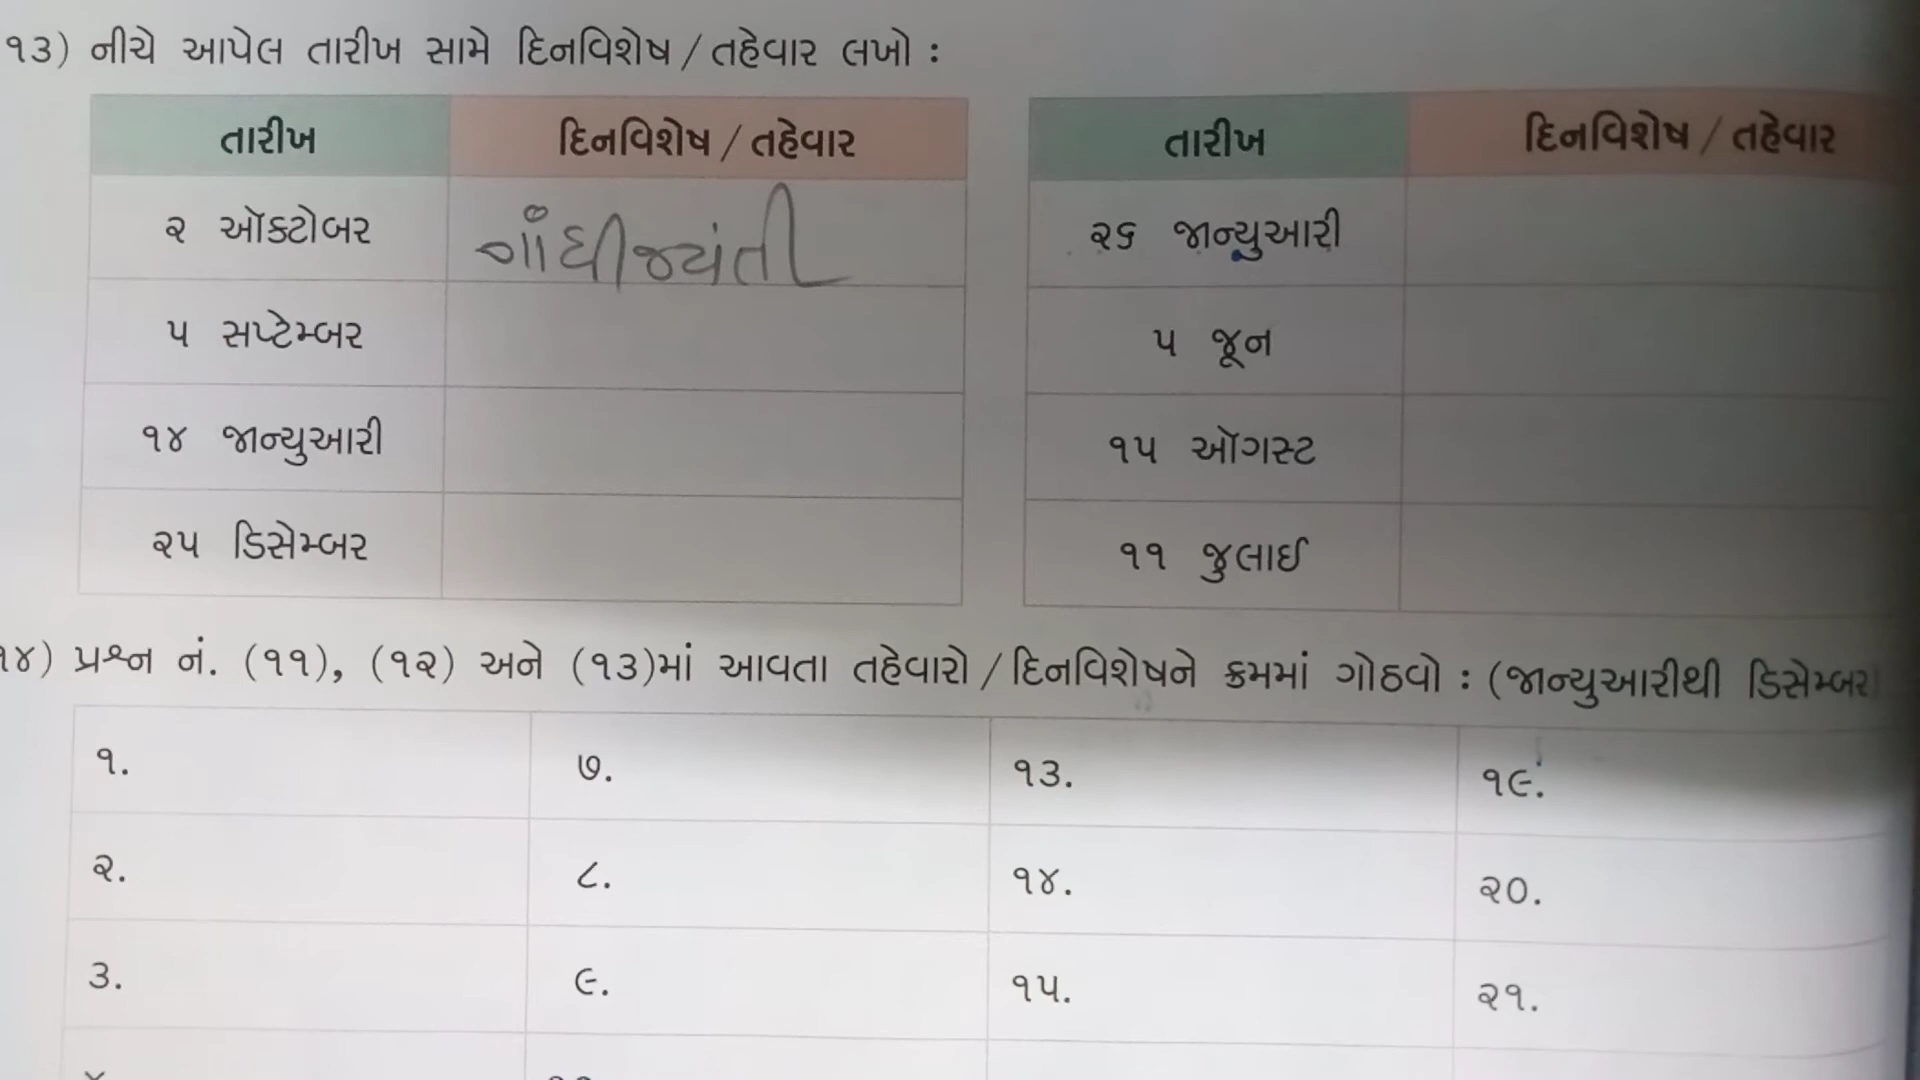 ૧૩) નીચે આપેલ તારીખ સામે દિનવિશેષ / તહેવાર લખો :
તારીખ દિનવિશેષ / તહેવાર
૨ ઑક્ટોબર ગાઁધીજયંતી
૫ સપ્ટેમ્બર
૧૪ જાન્યુઆરી
૨૫ ડિસેમ્બર
તારીખ દિનવિશેષ / તહેવાર
૨૬ જાન્યુઆરી
૫ જૂન
૧૫ ઑગસ્ટ
૧૧ જુલાઈ
૧૪) પ્રશ્ન નં. (૧૧), (૧૨) અને (૧૩)માં આવતા તહેવારો / દિનવિશેષને ક્રમમાં ગોઠવો : (જાન્યુઆરીથી ડિસેમ્બર)
૧. ૭. ૧૩. ૧૯.
૨. ૮. ૧૪. ૨૦.
૩. ૯. ૧૫. ૨૧.